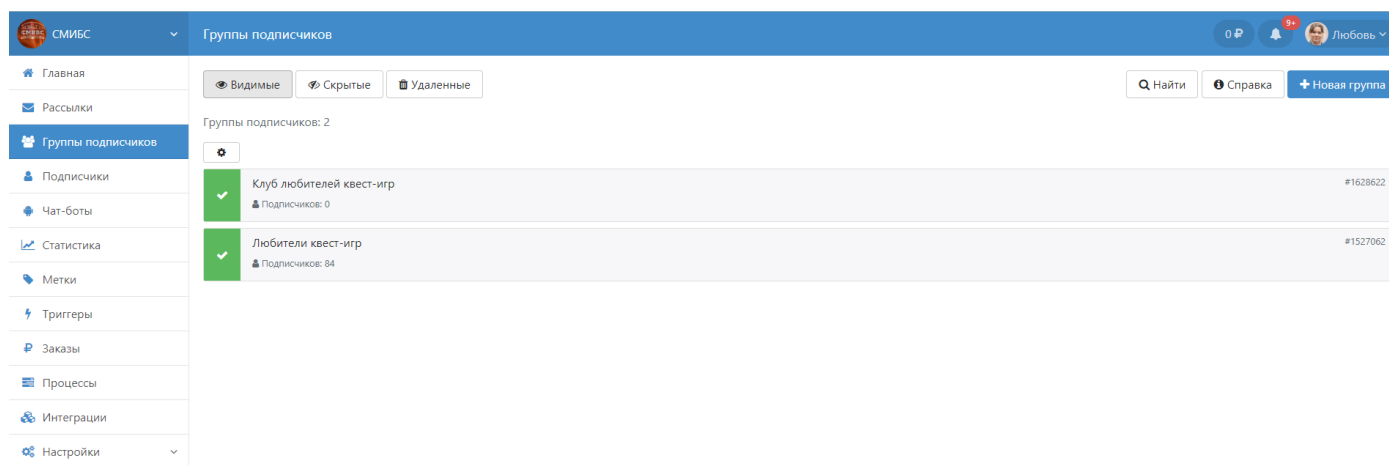 СМИБС
Группы подписчиков
0 ₽
9+
Любовь
Главная
Рассылки
Группы подписчиков
Подписчики
Чат-боты
Статистика
Метки
Триггеры
Заказы
Процессы
Интеграции
Настройки
Видимые Скрытые Удаленные
Найти Справка + Новая группа
Группы подписчиков: 2
Клуб любителей квест-игр #1628622
Подписчиков: 0
Любители квест-игр #1527062
Подписчиков: 84